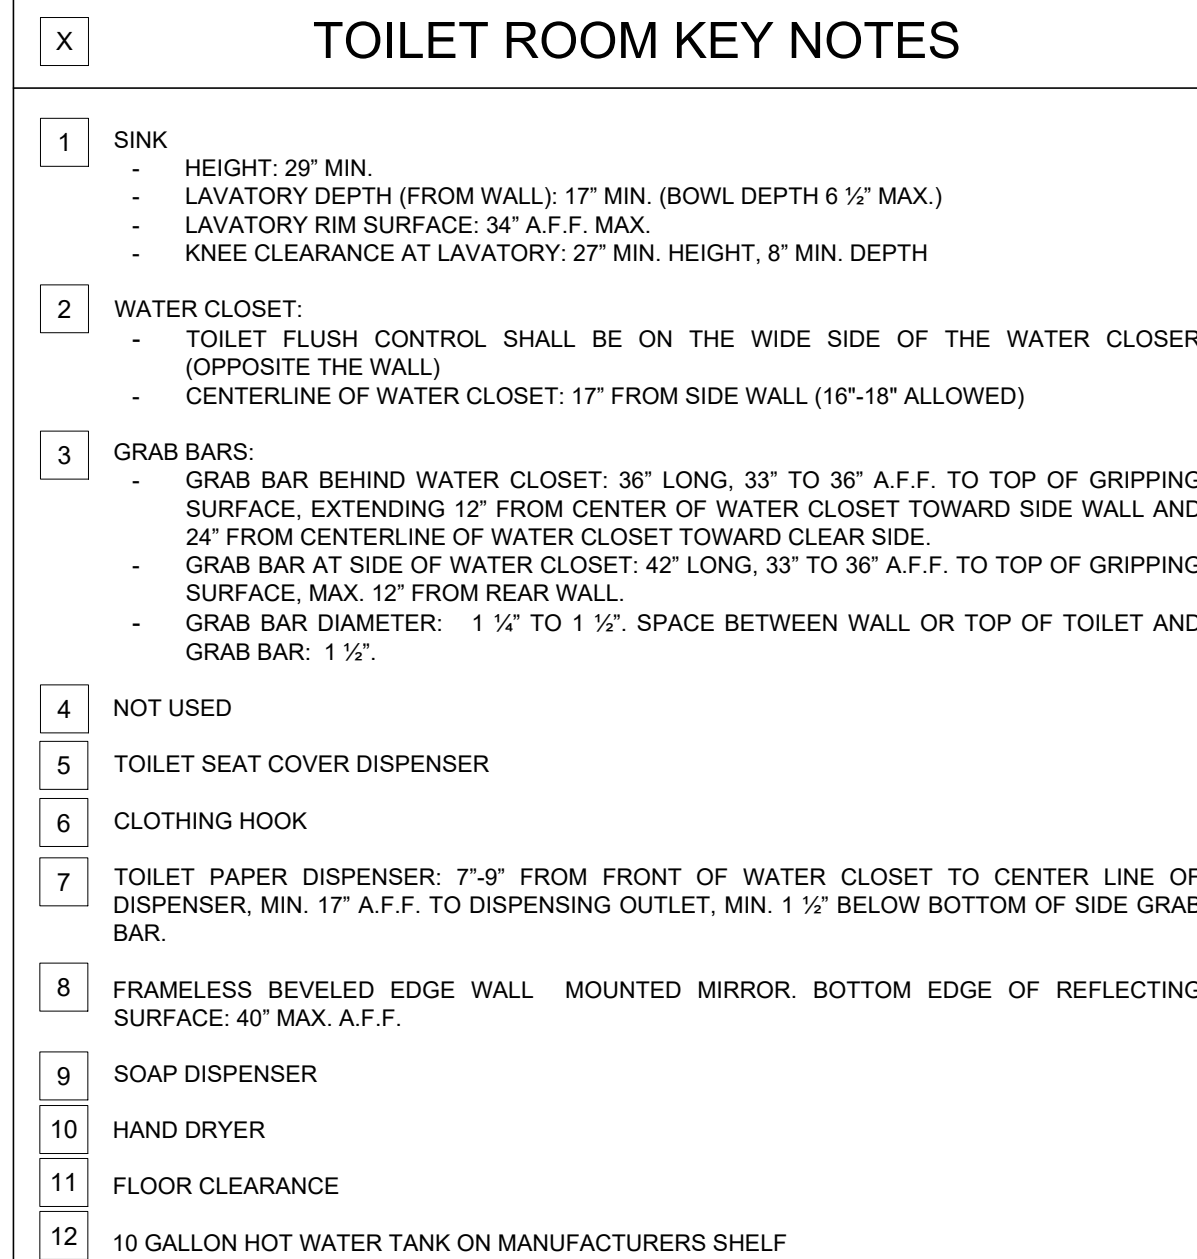 X TOILET ROOM KEY NOTES
1 SINK
- HEIGHT: 29” MIN.
- LAVATORY DEPTH (FROM WALL): 17” MIN. (BOWL DEPTH 6 ½” MAX.)
- LAVATORY RIM SURFACE: 34” A.F.F. MAX.
- KNEE CLEARANCE AT LAVATORY: 27” MIN. HEIGHT, 8” MIN. DEPTH
2 WATER CLOSET:
- TOILET FLUSH CONTROL SHALL BE ON THE WIDE SIDE OF THE WATER CLOSER
(OPPOSITE THE WALL)
- CENTERLINE OF WATER CLOSET: 17” FROM SIDE WALL (16"-18" ALLOWED)
3 GRAB BARS:
- GRAB BAR BEHIND WATER CLOSET: 36” LONG, 33” TO 36” A.F.F. TO TOP OF GRIPPING
SURFACE, EXTENDING 12” FROM CENTER OF WATER CLOSET TOWARD SIDE WALL AND
24” FROM CENTERLINE OF WATER CLOSET TOWARD CLEAR SIDE.
- GRAB BAR AT SIDE OF WATER CLOSET: 42” LONG, 33” TO 36” A.F.F. TO TOP OF GRIPPING
SURFACE, MAX. 12” FROM REAR WALL.
- GRAB BAR DIAMETER: 1 ¼” TO 1 ½”. SPACE BETWEEN WALL OR TOP OF TOILET AND
GRAB BAR: 1 ½”.
4 NOT USED
5 TOILET SEAT COVER DISPENSER
6 CLOTHING HOOK
7 TOILET PAPER DISPENSER: 7”-9” FROM FRONT OF WATER CLOSET TO CENTER LINE OF
DISPENSER, MIN. 17” A.F.F. TO DISPENSING OUTLET, MIN. 1 ½” BELOW BOTTOM OF SIDE GRAB
BAR.
8 FRAMELESS BEVELED EDGE WALL MOUNTED MIRROR. BOTTOM EDGE OF REFLECTING
SURFACE: 40” MAX. A.F.F.
9 SOAP DISPENSER
10 HAND DRYER
11 FLOOR CLEARANCE
12 10 GALLON HOT WATER TANK ON MANUFACTURERS SHELF